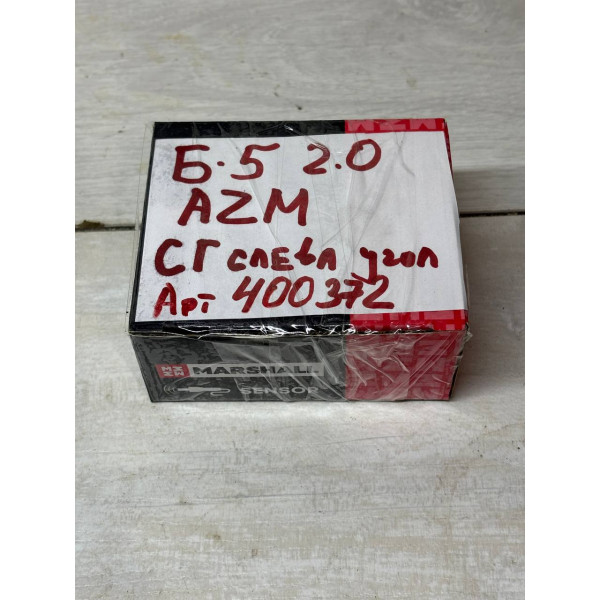 Б.5 2.0
AZM
СГ слева угол
Арт 400372
MARSHALL
SENSOR